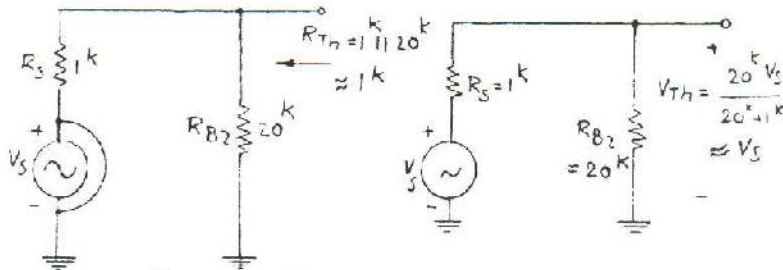 R_Th = 1^k || 20^k
≈ 1^k
R_S 1^k
R_B2 20^k
+
V_S
-
R_S = 1^k
+
V_S
-
R_B2
= 20^k
+
V_Th = 20^k V_S / 20^k + 1^k
≈ V_S
-